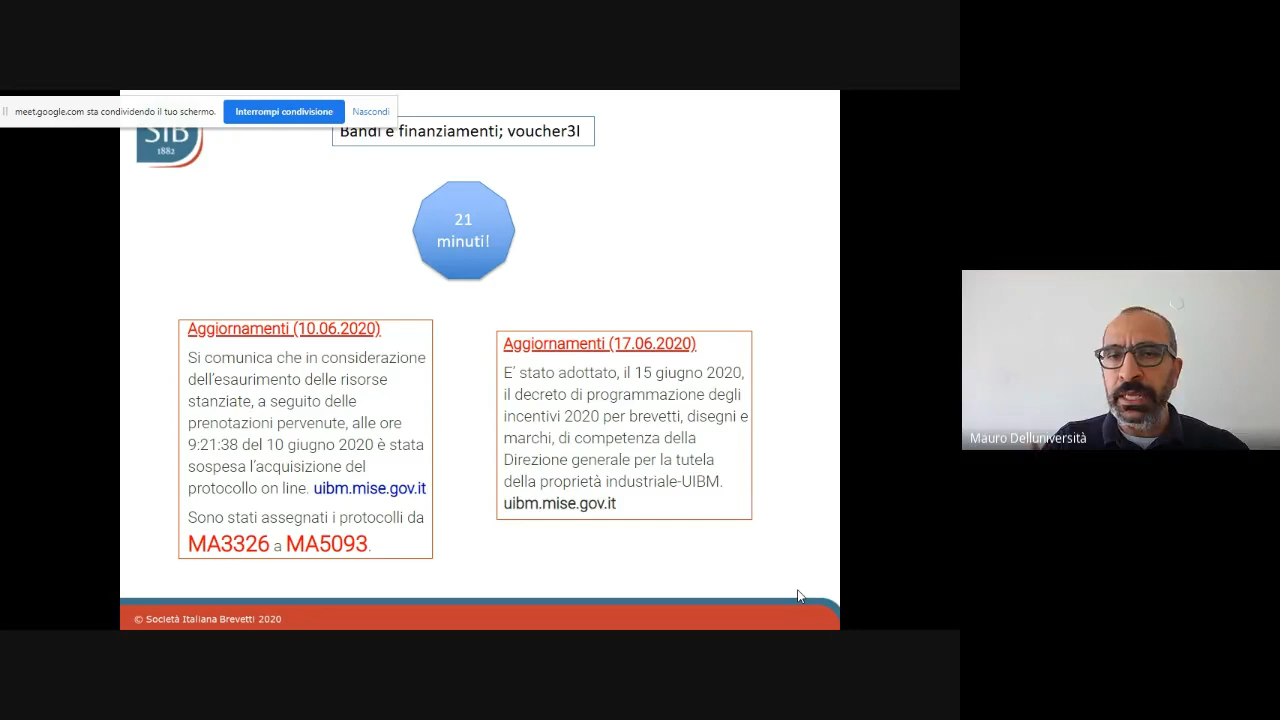 meet.google.com sta condividendo il tuo schermo.
Interrompi condivisione
Nascondi
SIB
1882
Bandi e finanziamenti; voucher3I
21
minuti!
Aggiornamenti (10.06.2020)
Si comunica che in considerazione
dell'esaurimento delle risorse
stanziate, a seguito delle
prenotazioni pervenute, alle ore
9:21:38 del 10 giugno 2020 è stata
sospesa l'acquisizione del
protocollo on line. uibm.mise.gov.it
Sono stati assegnati i protocolli da
MA3326 a MA5093.
Aggiornamenti (17.06.2020)
E' stato adottato, il 15 giugno 2020,
il decreto di programmazione degli
incentivi 2020 per brevetti, disegni e
marchi, di competenza della
Direzione generale per la tutela
della proprietà industriale-UIBM.
uibm.mise.gov.it
Mauro Delluniversità
© Società Italiana Brevetti 2020